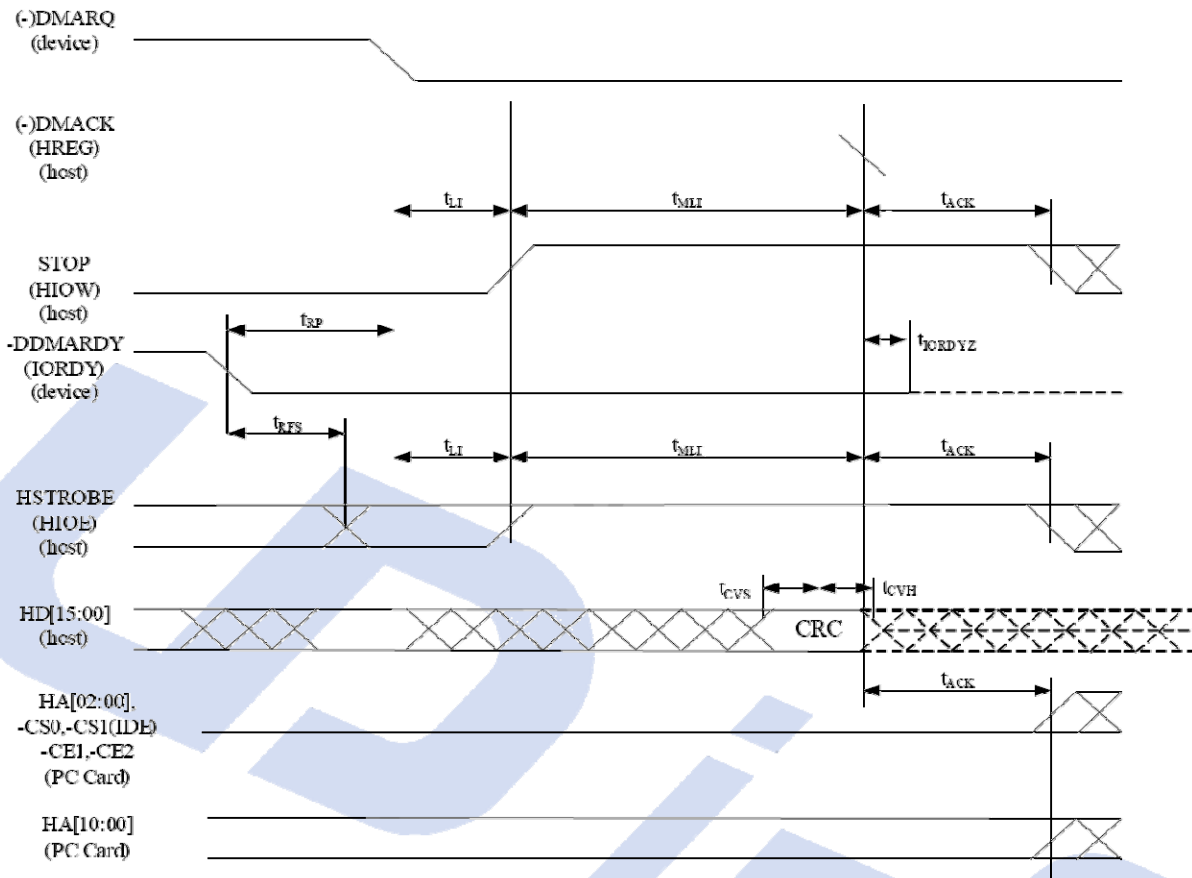 (-)DMARQ
(device)
(-)DMACK
(HREG)
(host)
tLI
tMLI
tACK
STOP
(HIOW)
(host)
tRP
-DDMARDY
(IORDY)
(device)
tIORDYZ
tRFS
tLI
tMLI
tACK
HSTROBE
(HIOE)
(host)
tCVS
tCVH
HD[15:00]
(host)
CRC
tACK
HA[02:00],
-CS0,-CS1(IDE)
-CE1,-CE2
(PC Card)
HA[10:00]
(PC Card)